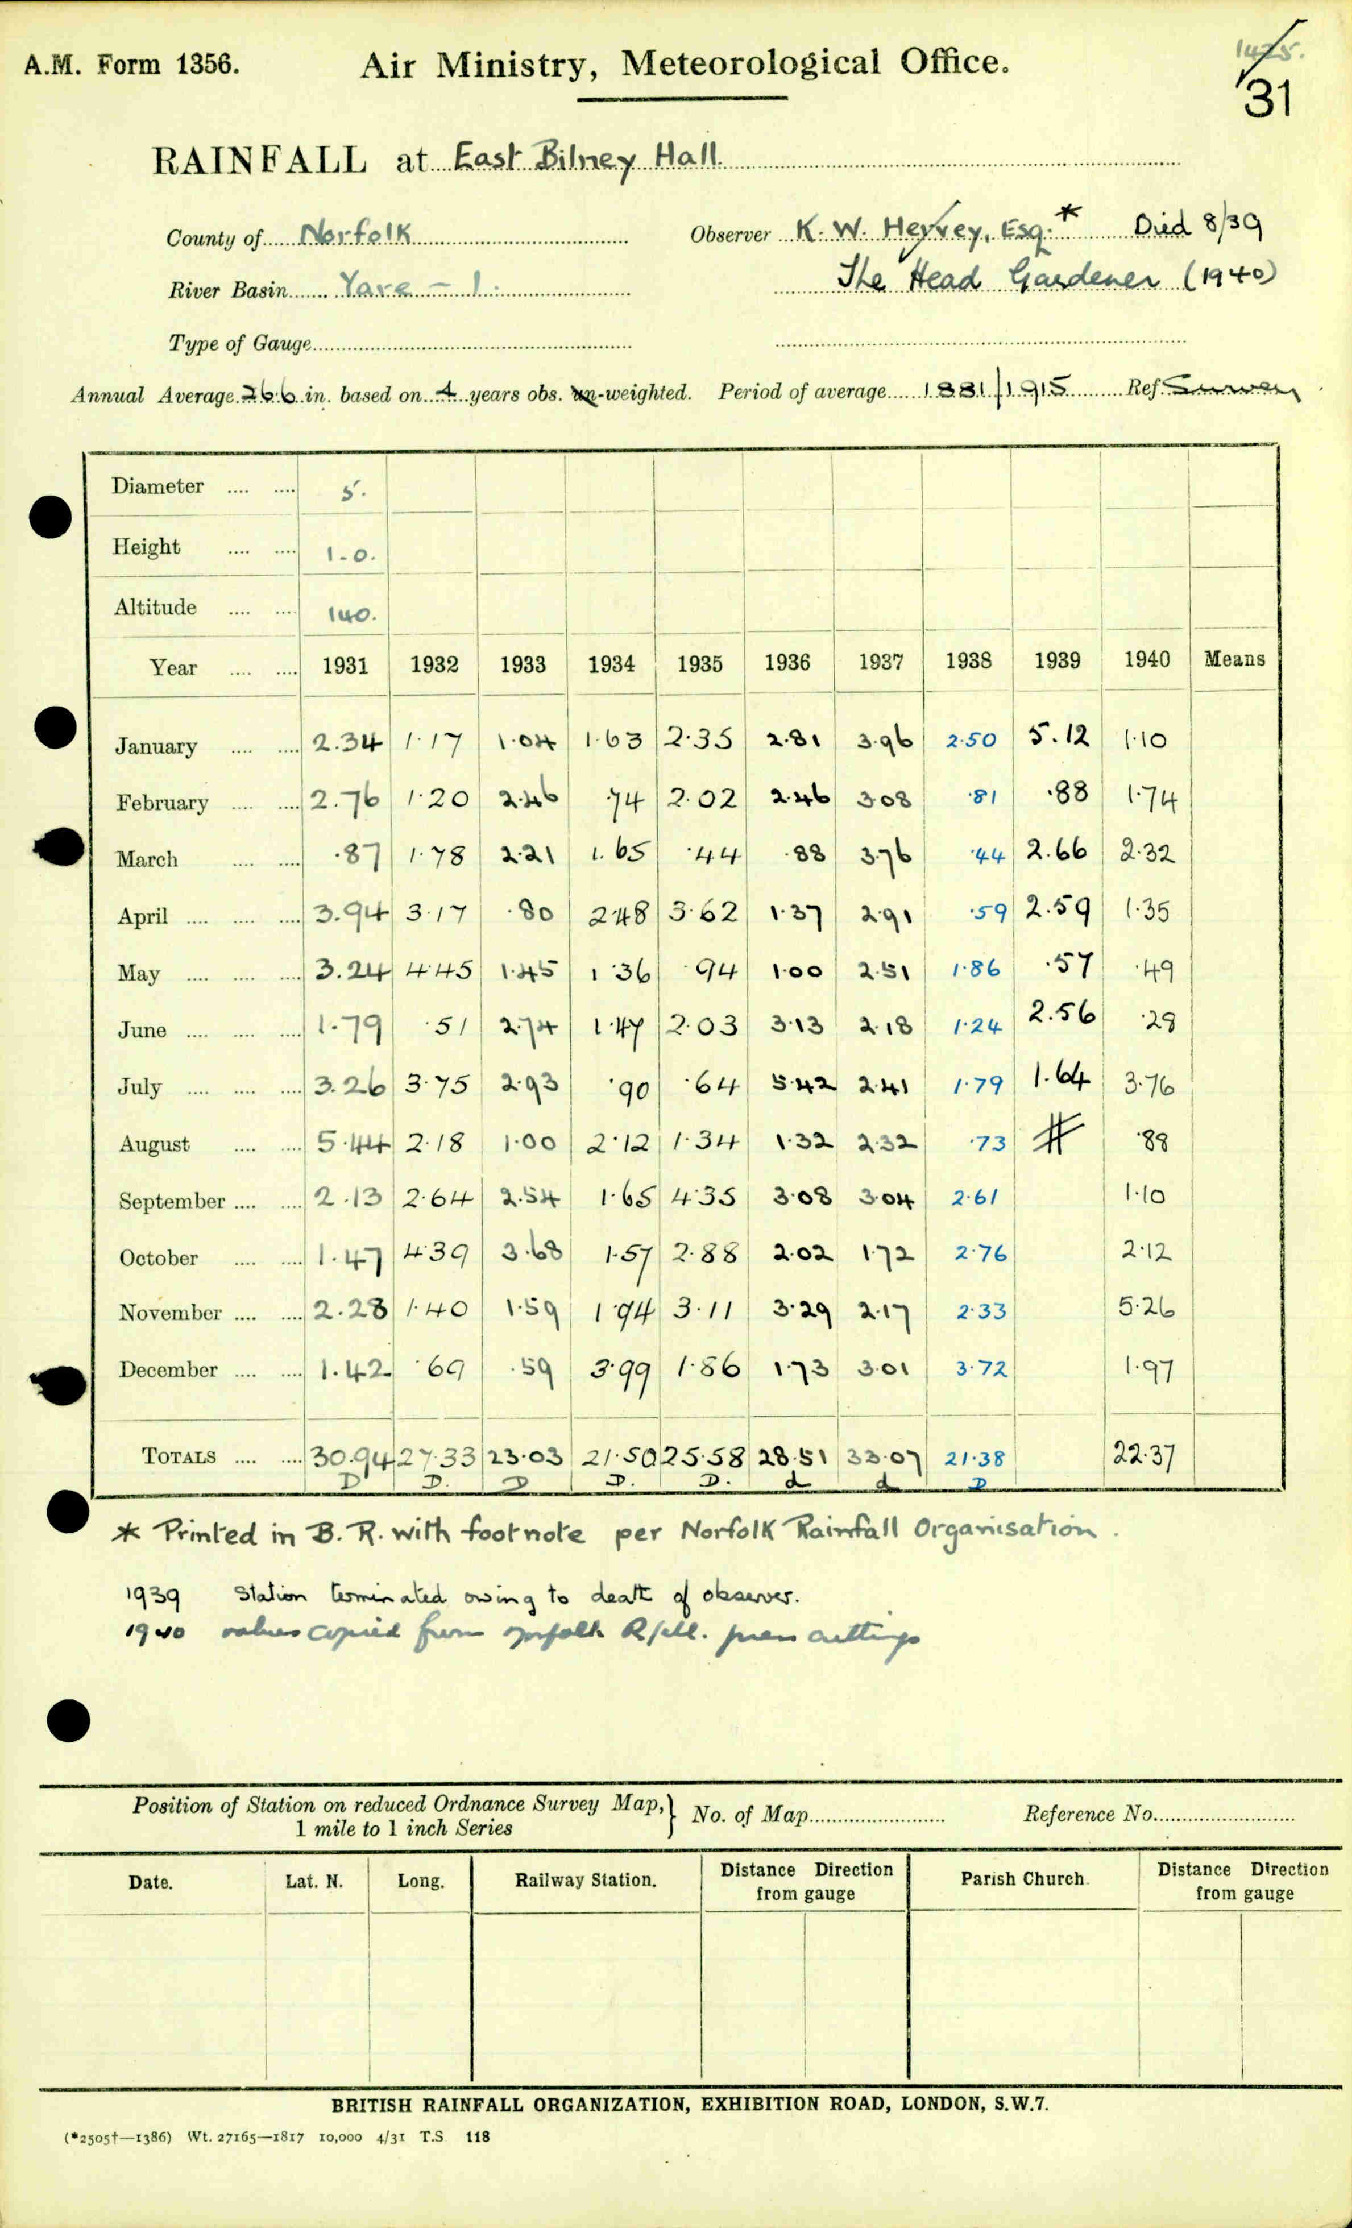 A.M. Form 1356.
Air Ministry, Meteorological Office.
1425.
31
RAINFALL at East Bilney Hall.
County of Norfolk Observer K. W. Hervey, Esq.* Died 8/39
River Basin Yare - 1. The Head Gardener (1940)
Type of Gauge
Annual Average 26.6 in. based on 4 years obs. un-weighted. Period of average 1881/1915 Ref. Survey
Diameter 5.
Height 1-0.
Altitude 140.
Year 1931 1932 1933 1934 1935 1936 1937 1938 1939 1940 Means
January 2.34 1.17 1.04 1.63 2.35 2.81 3.96 2.50 5.12 1.10
February 2.76 1.20 2.46 .74 2.02 2.46 3.08 .81 .88 1.74
March .87 1.78 2.21 1.65 .44 .88 3.76 .44 2.66 2.32
April 3.94 3.17 .80 2.48 3.62 1.37 2.91 .59 2.59 1.35
May 3.24 4.45 1.45 1.36 .94 1.00 2.51 1.86 .57 .49
June 1.79 .51 2.74 1.47 2.03 3.13 2.18 1.24 2.56 .28
July 3.26 3.75 2.93 .90 .64 5.42 2.41 1.79 1.64 3.76
August 5.44 2.18 1.00 2.12 1.34 1.32 2.32 .73 # .88
September 2.13 2.64 2.54 1.65 4.35 3.08 3.04 2.61 1.10
October 1.47 4.39 3.68 1.57 2.88 2.02 1.72 2.76 2.12
November 2.28 1.40 1.59 1.94 3.11 3.29 2.17 2.33 5.26
December 1.42 .69 .59 3.99 1.86 1.73 3.01 3.72 1.97
TOTALS 30.94 27.33 23.03 21.50 25.58 28.51 33.07 21.38 22.37
D D. D D. D. d d D
* Printed in B. R. with footnote per Norfolk Rainfall Organisation.
1939 Station terminated owing to death of observer.
1940 values copied from Norfolk R/all. press cuttings
Position of Station on reduced Ordnance Survey Map, 1 mile to 1 inch Series } No. of Map Reference No.
Date. Lat. N. Long. Railway Station. Distance Direction from gauge Parish Church. Distance Direction from gauge
BRITISH RAINFALL ORGANIZATION, EXHIBITION ROAD, LONDON, S.W.7.
(*2505†—1386) Wt. 27165—1817 10,000 4/31 T.S. 118